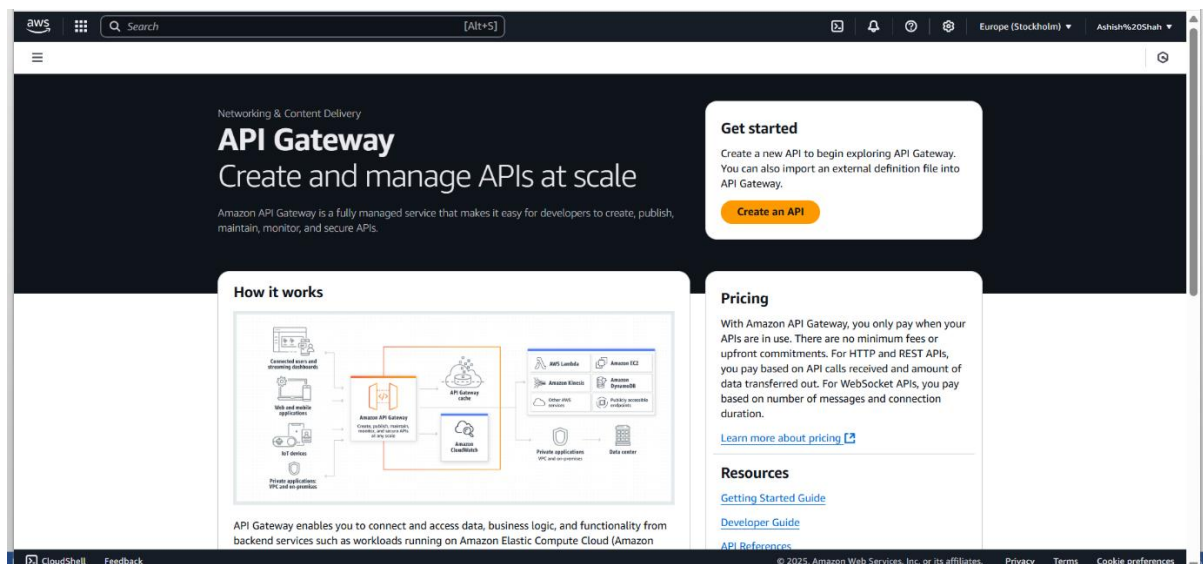 aws
Search
[Alt+S]
Europe (Stockholm)
Ashish%20Shah
Networking & Content Delivery
API Gateway
Create and manage APIs at scale
Amazon API Gateway is a fully managed service that makes it easy for developers to create, publish,
maintain, monitor, and secure APIs.
Get started
Create a new API to begin exploring API Gateway.
You can also import an external definition file into
API Gateway.
Create an API
How it works
Connected users and
streaming dashboards
Web and mobile
applications
IoT devices
Private applications:
VPC and on-premises
Amazon API Gateway
Create, publish, maintain,
monitor, and secure APIs
at any scale
API Gateway
cache
Amazon
CloudWatch
AWS Lambda
Amazon EC2
Amazon Kinesis
Amazon
DynamoDB
Other AWS
services
Publicly accessible
endpoints
Private applications
VPC and on-premises
Data center
API Gateway enables you to connect and access data, business logic, and functionality from
backend services such as workloads running on Amazon Elastic Compute Cloud (Amazon
Pricing
With Amazon API Gateway, you only pay when your
APIs are in use. There are no minimum fees or
upfront commitments. For HTTP and REST APIs,
you pay based on API calls received and amount of
data transferred out. For WebSocket APIs, you pay
based on number of messages and connection
duration.
Learn more about pricing
Resources
Getting Started Guide
Developer Guide
API References
CloudShell
Feedback
© 2025, Amazon Web Services, Inc. or its affiliates.
Privacy
Terms
Cookie preferences